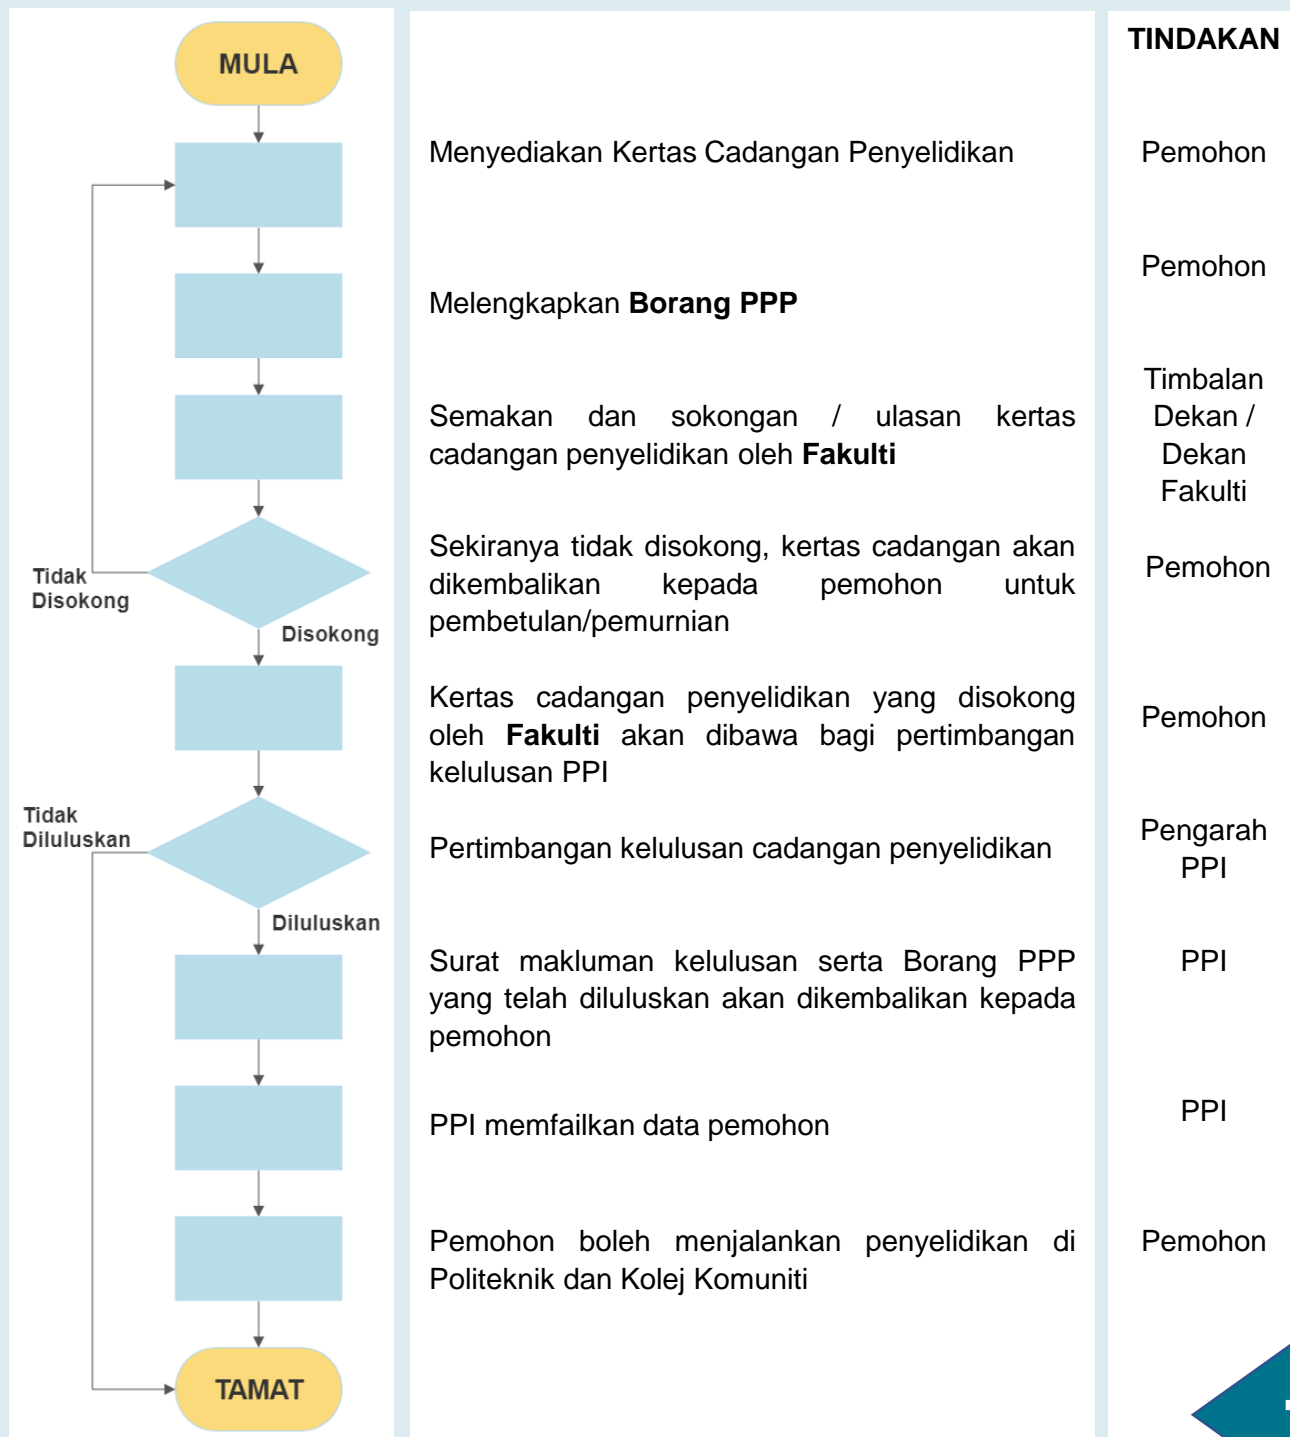 MULA
TINDAKAN
Menyediakan Kertas Cadangan Penyelidikan
Pemohon
Melengkapkan Borang PPP
Pemohon
Semakan dan sokongan / ulasan kertas
cadangan penyelidikan oleh Fakulti
Timbalan
Dekan /
Dekan
Fakulti
Tidak
Disokong
Disokong
Sekiranya tidak disokong, kertas cadangan akan
dikembalikan kepada pemohon untuk
pembetulan/pemurnian
Pemohon
Kertas cadangan penyelidikan yang disokong
oleh Fakulti akan dibawa bagi pertimbangan
kelulusan PPI
Pemohon
Tidak
Diluluskan
Diluluskan
Pertimbangan kelulusan cadangan penyelidikan
Pengarah
PPI
Surat makluman kelulusan serta Borang PPP
yang telah diluluskan akan dikembalikan kepada
pemohon
PPI
PPI memfailkan data pemohon
PPI
Pemohon boleh menjalankan penyelidikan di
Politeknik dan Kolej Komuniti
Pemohon
TAMAT